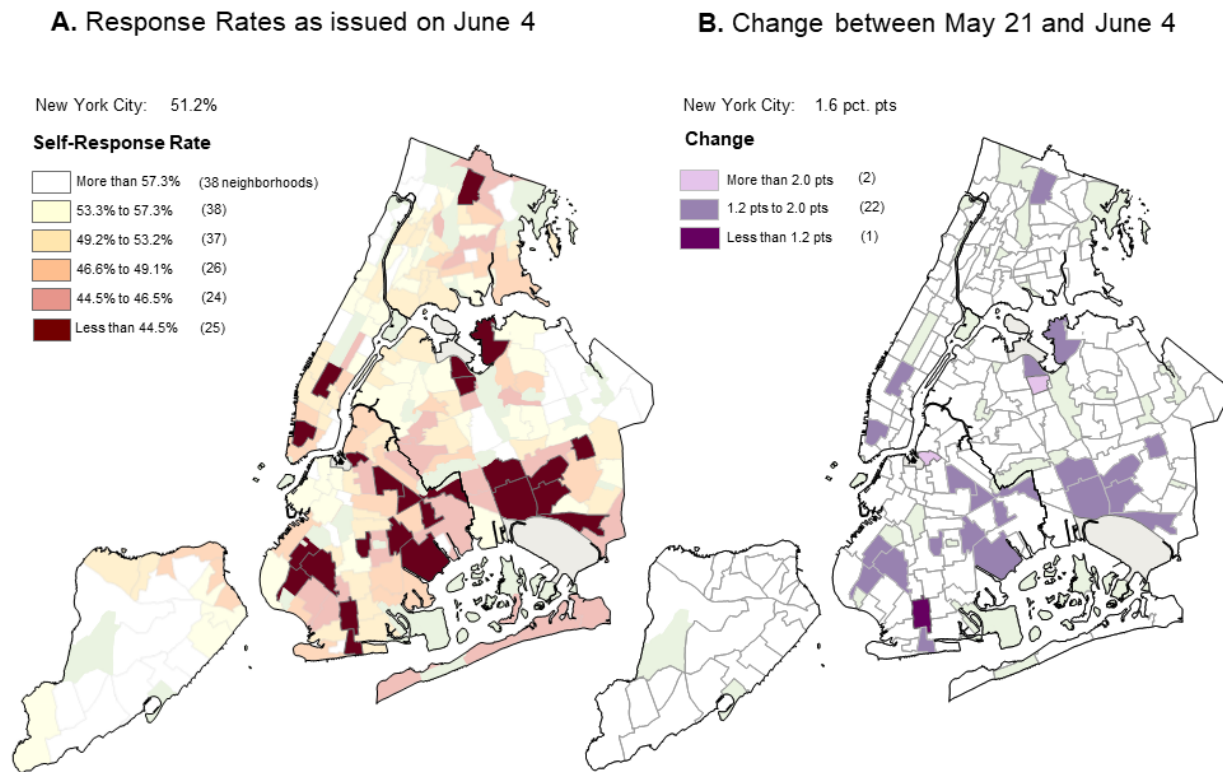 A. Response Rates as issued on June 4
New York City: 51.2%
Self-Response Rate
More than 57.3% (38 neighborhoods)
53.3% to 57.3% (38)
49.2% to 53.2% (37)
46.6% to 49.1% (26)
44.5% to 46.5% (24)
Less than 44.5% (25)
B. Change between May 21 and June 4
New York City: 1.6 pct. pts
Change
More than 2.0 pts (2)
1.2 pts to 2.0 pts (22)
Less than 1.2 pts (1)